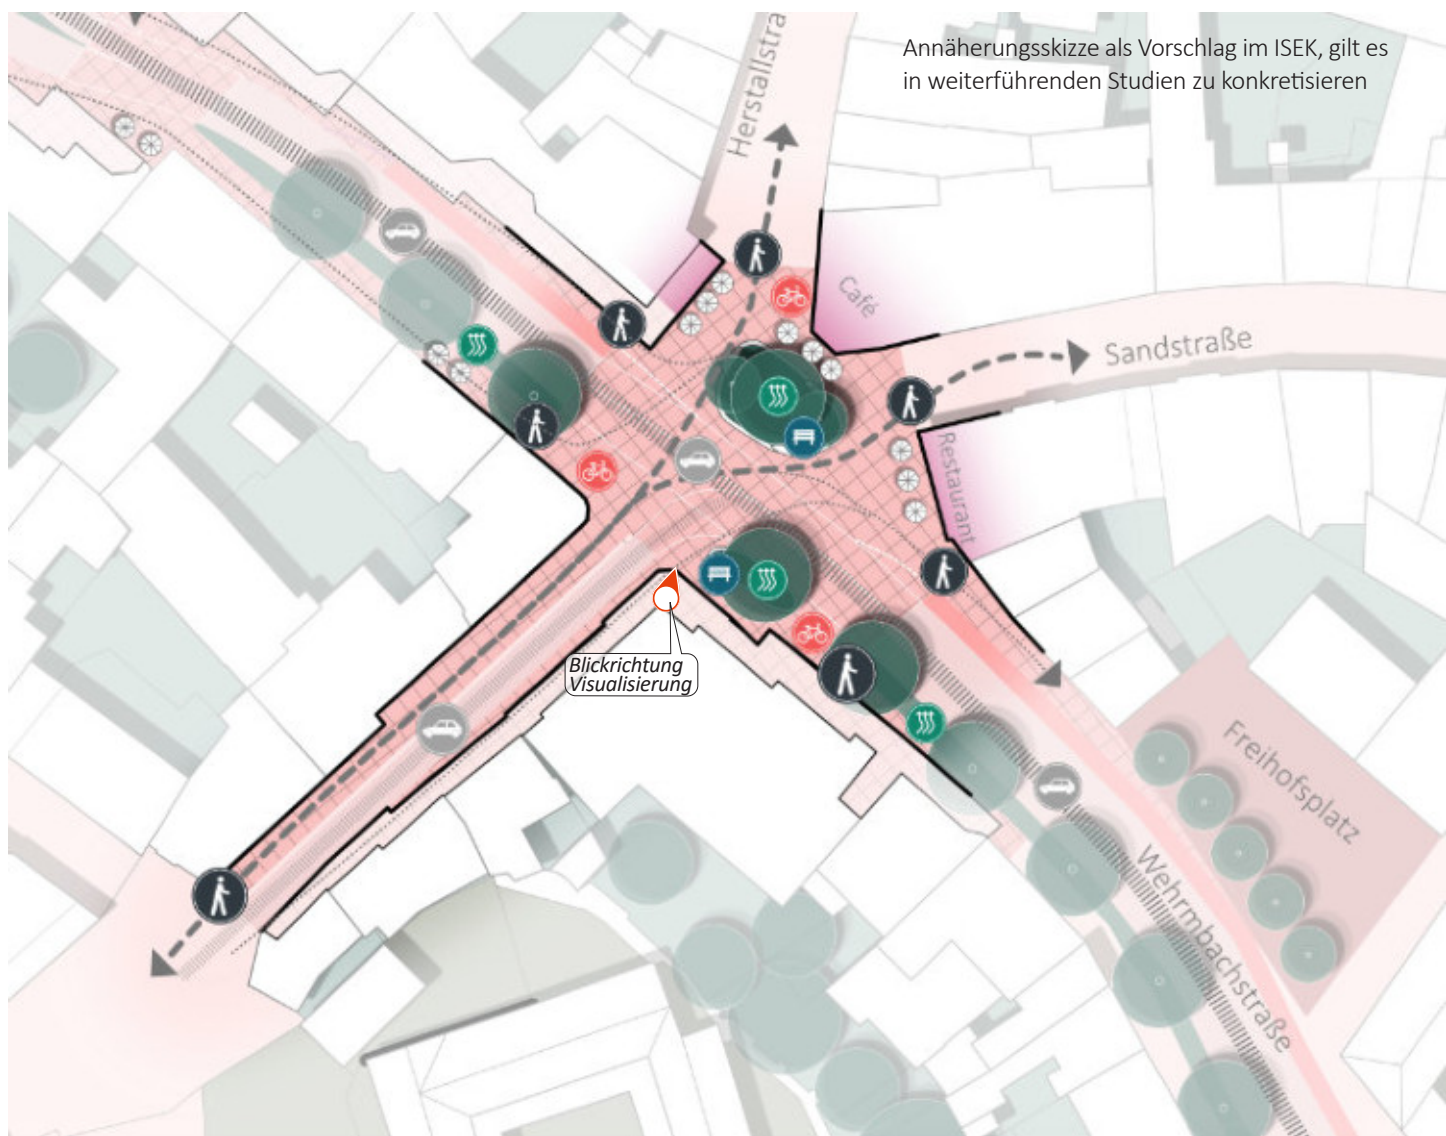 Annäherungsskizze als Vorschlag im ISEK, gilt es
in weiterführenden Studien zu konkretisieren
Herstallstra
Café
Sandstraße
Restaurant
Blickrichtung
Visualisierung
Freihofsplatz
Wehrmbachstraße